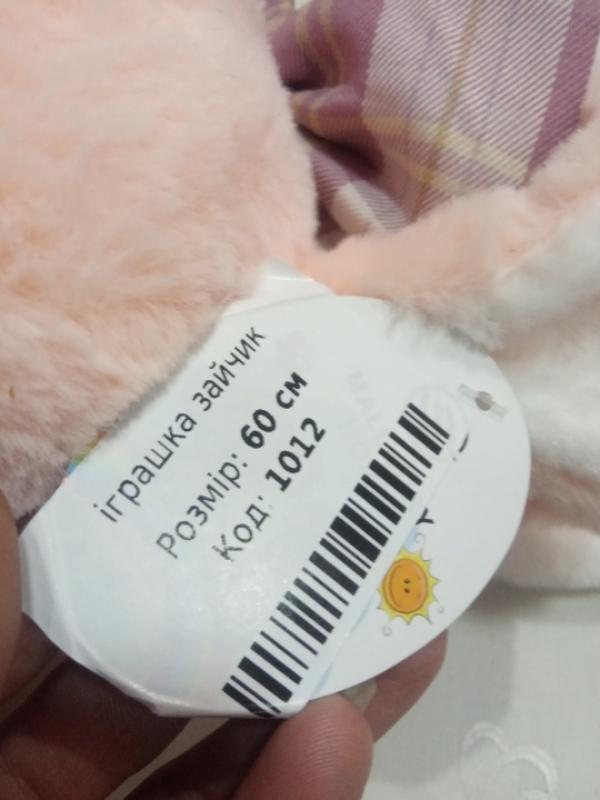 іграшка зайчик
Розмір: 60 см
Код: 1012